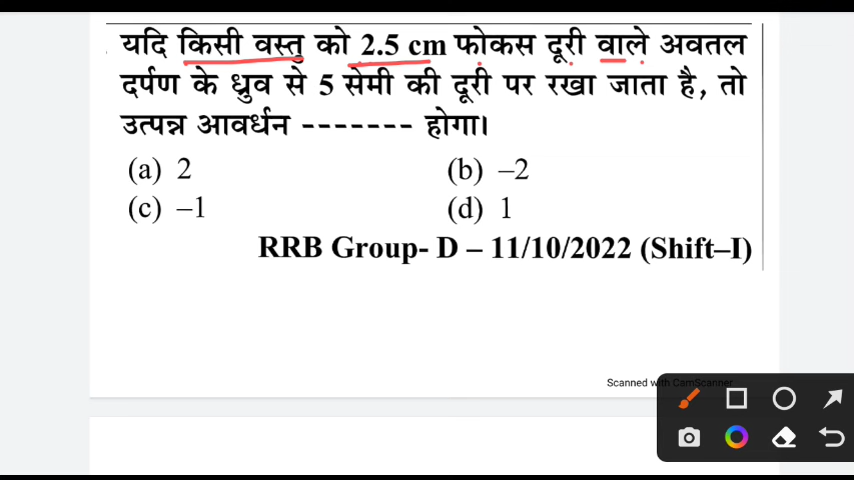 यदि किसी वस्तु को 2.5 cm फोकस दूरी वाले अवतल
दर्पण के ध्रुव से 5 सेमी की दूरी पर रखा जाता है, तो
उत्पन्न आवर्धन ------- होगा।
(a) 2 (b) –2
(c) –1 (d) 1
RRB Group- D – 11/10/2022 (Shift–I)
Scanned with CamScanner